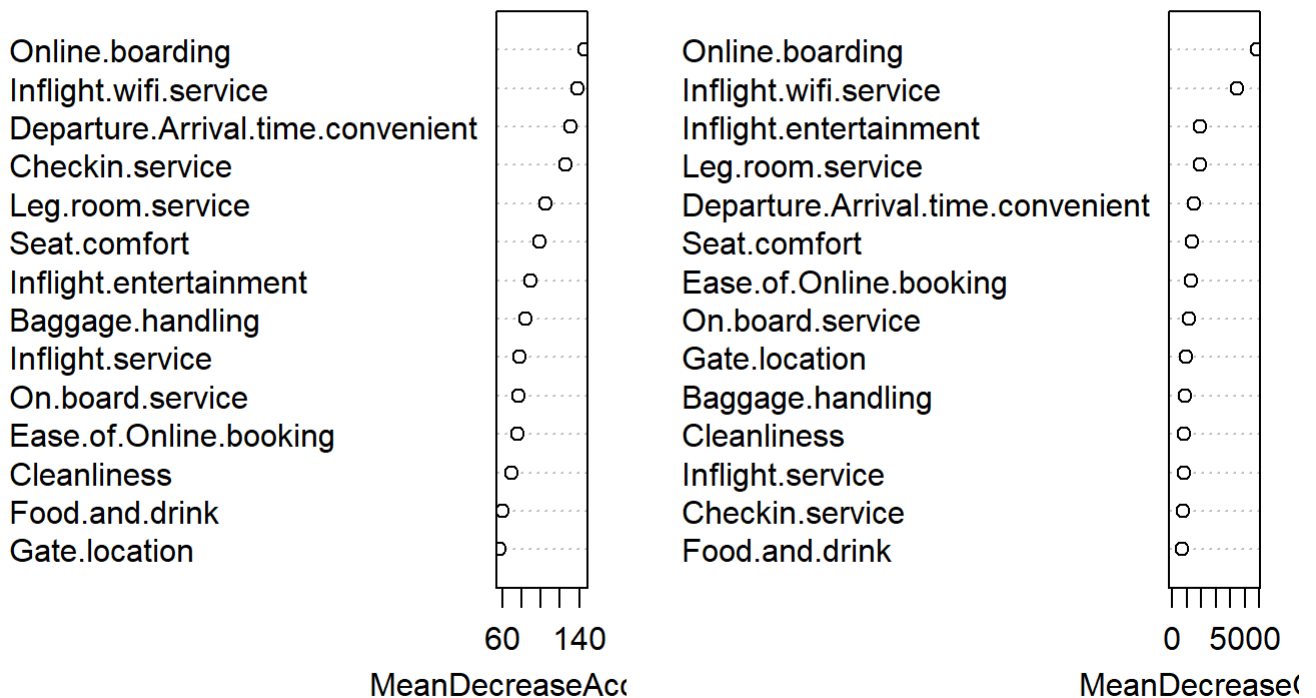 Online.boarding
Inflight.wifi.service
Departure.Arrival.time.convenient
Checkin.service
Leg.room.service
Seat.comfort
Inflight.entertainment
Baggage.handling
Inflight.service
On.board.service
Ease.of.Online.booking
Cleanliness
Food.and.drink
Gate.location
60 140
MeanDecreaseAcc
Online.boarding
Inflight.wifi.service
Inflight.entertainment
Leg.room.service
Departure.Arrival.time.convenient
Seat.comfort
Ease.of.Online.booking
On.board.service
Gate.location
Baggage.handling
Cleanliness
Inflight.service
Checkin.service
Food.and.drink
0 5000
MeanDecreaseG